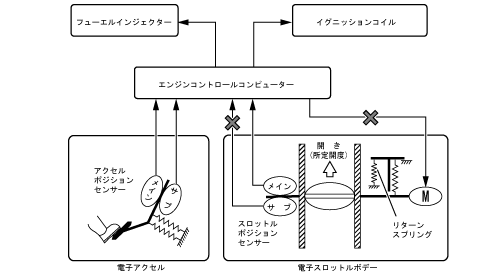 フューエルインジェクター
イグニッションコイル
エンジンコントロールコンピューター
アクセル
ポジション
センサー
メイン
サブ
電子アクセル
開 き
(所定開度)
メイン
サブ
スロットル
ポジション
センサー
M
リターン
スプリング
電子スロットルボデー